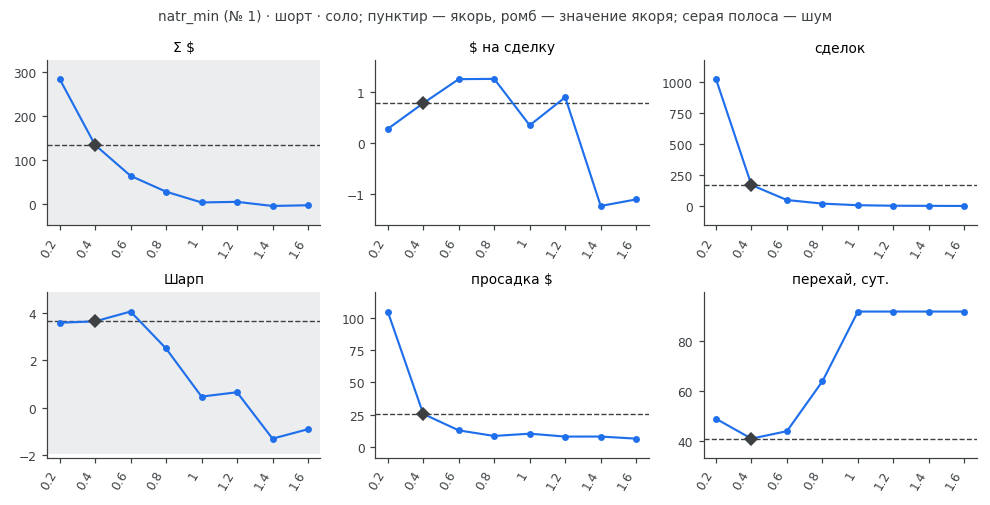 natr_min (№ 1) · шорт · соло; пунктир — якорь, ромб — значение якоря; серая полоса — шум
Σ $
300
200
100
0
0.2 0.4 0.6 0.8 1 1.2 1.4 1.6
$ на сделку
1
0
−1
0.2 0.4 0.6 0.8 1 1.2 1.4 1.6
сделок
1000
750
500
250
0
0.2 0.4 0.6 0.8 1 1.2 1.4 1.6
Шарп
4
2
0
−2
0.2 0.4 0.6 0.8 1 1.2 1.4 1.6
просадка $
100
75
50
25
0
0.2 0.4 0.6 0.8 1 1.2 1.4 1.6
перехай, сут.
80
60
40
0.2 0.4 0.6 0.8 1 1.2 1.4 1.6